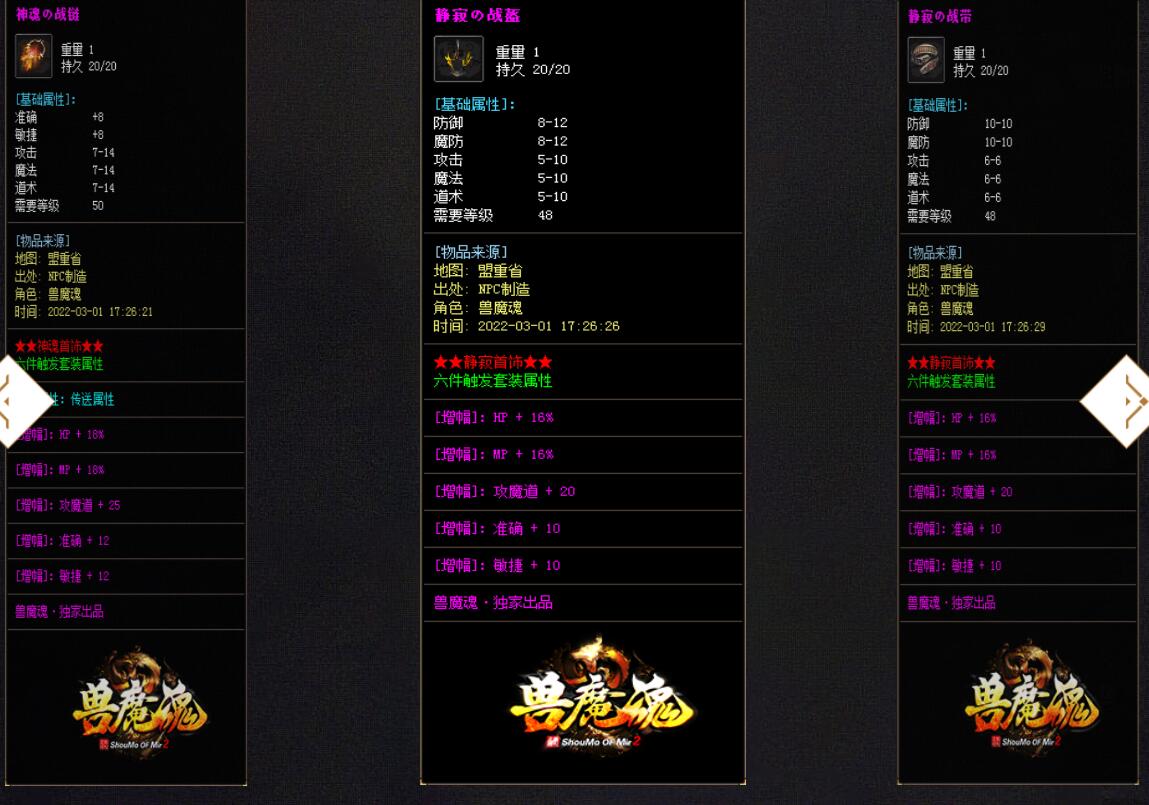 神魂の战链
重量 1
持久 20/20
[基础属性]:
准确 +8
敏捷 +8
攻击 7-14
魔法 7-14
道术 7-14
需要等级 50
[物品来源]
地图: 盟重省
出处: NPC制造
角色: 兽魔魂
时间: 2022-03-01 17:26:21
★★神魂首饰★★
六件触发套装属性
性: 传送属性
[增幅]: HP + 18%
[增幅]: MP + 18%
[增幅]: 攻魔道 + 25
[增幅]: 准确 + 12
[增幅]: 敏捷 + 12
兽魔魂·独家出品
兽魔魂
ShouMo OF Mir 2
静寂の战盔
重量 1
持久 20/20
[基础属性]:
防御 8-12
魔防 8-12
攻击 5-10
魔法 5-10
道术 5-10
需要等级 48
[物品来源]
地图: 盟重省
出处: NPC制造
角色: 兽魔魂
时间: 2022-03-01 17:26:26
★★静寂首饰★★
六件触发套装属性
[增幅]: HP + 16%
[增幅]: MP + 16%
[增幅]: 攻魔道 + 20
[增幅]: 准确 + 10
[增幅]: 敏捷 + 10
兽魔魂·独家出品
兽魔魂
ShouMo OF Mir 2
静寂の战带
重量 1
持久 20/20
[基础属性]:
防御 10-10
魔防 10-10
攻击 6-6
魔法 6-6
道术 6-6
需要等级 48
[物品来源]
地图: 盟重省
出处: NPC制造
角色: 兽魔魂
时间: 2022-03-01 17:26:29
★★静寂首饰★★
六件触发套装属性
[增幅]: HP + 16%
[增幅]: MP + 16%
[增幅]: 攻魔道 + 20
[增幅]: 准确 + 10
[增幅]: 敏捷 + 10
兽魔魂·独家出品
兽魔魂
ShouMo OF Mir 2